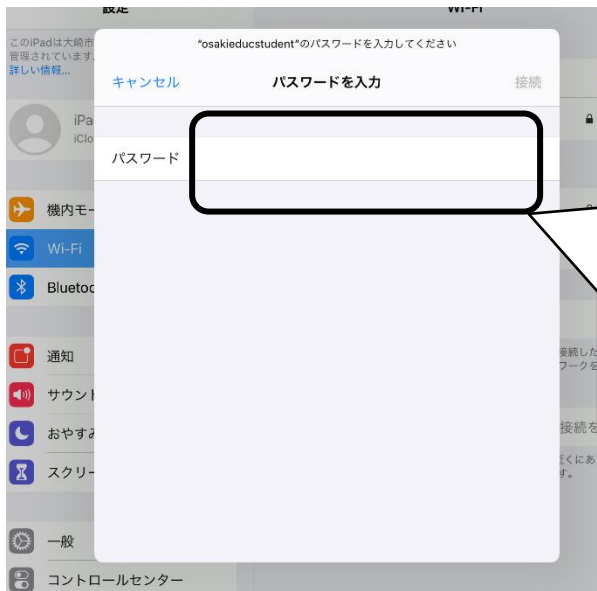 設定
Wi-Fi
このiPadは大崎市
管理されています.
詳しい情報...
"osakieducstudent"のパスワードを入力してください
キャンセル
パスワードを入力
接続
iPa
iClo
パスワード
機内モー
Wi-Fi
Bluetoo
通知
サウント
おやすみ
スクリー
一般
コントロールセンター
接続した
ワークを
接続を
近くにあ
す。